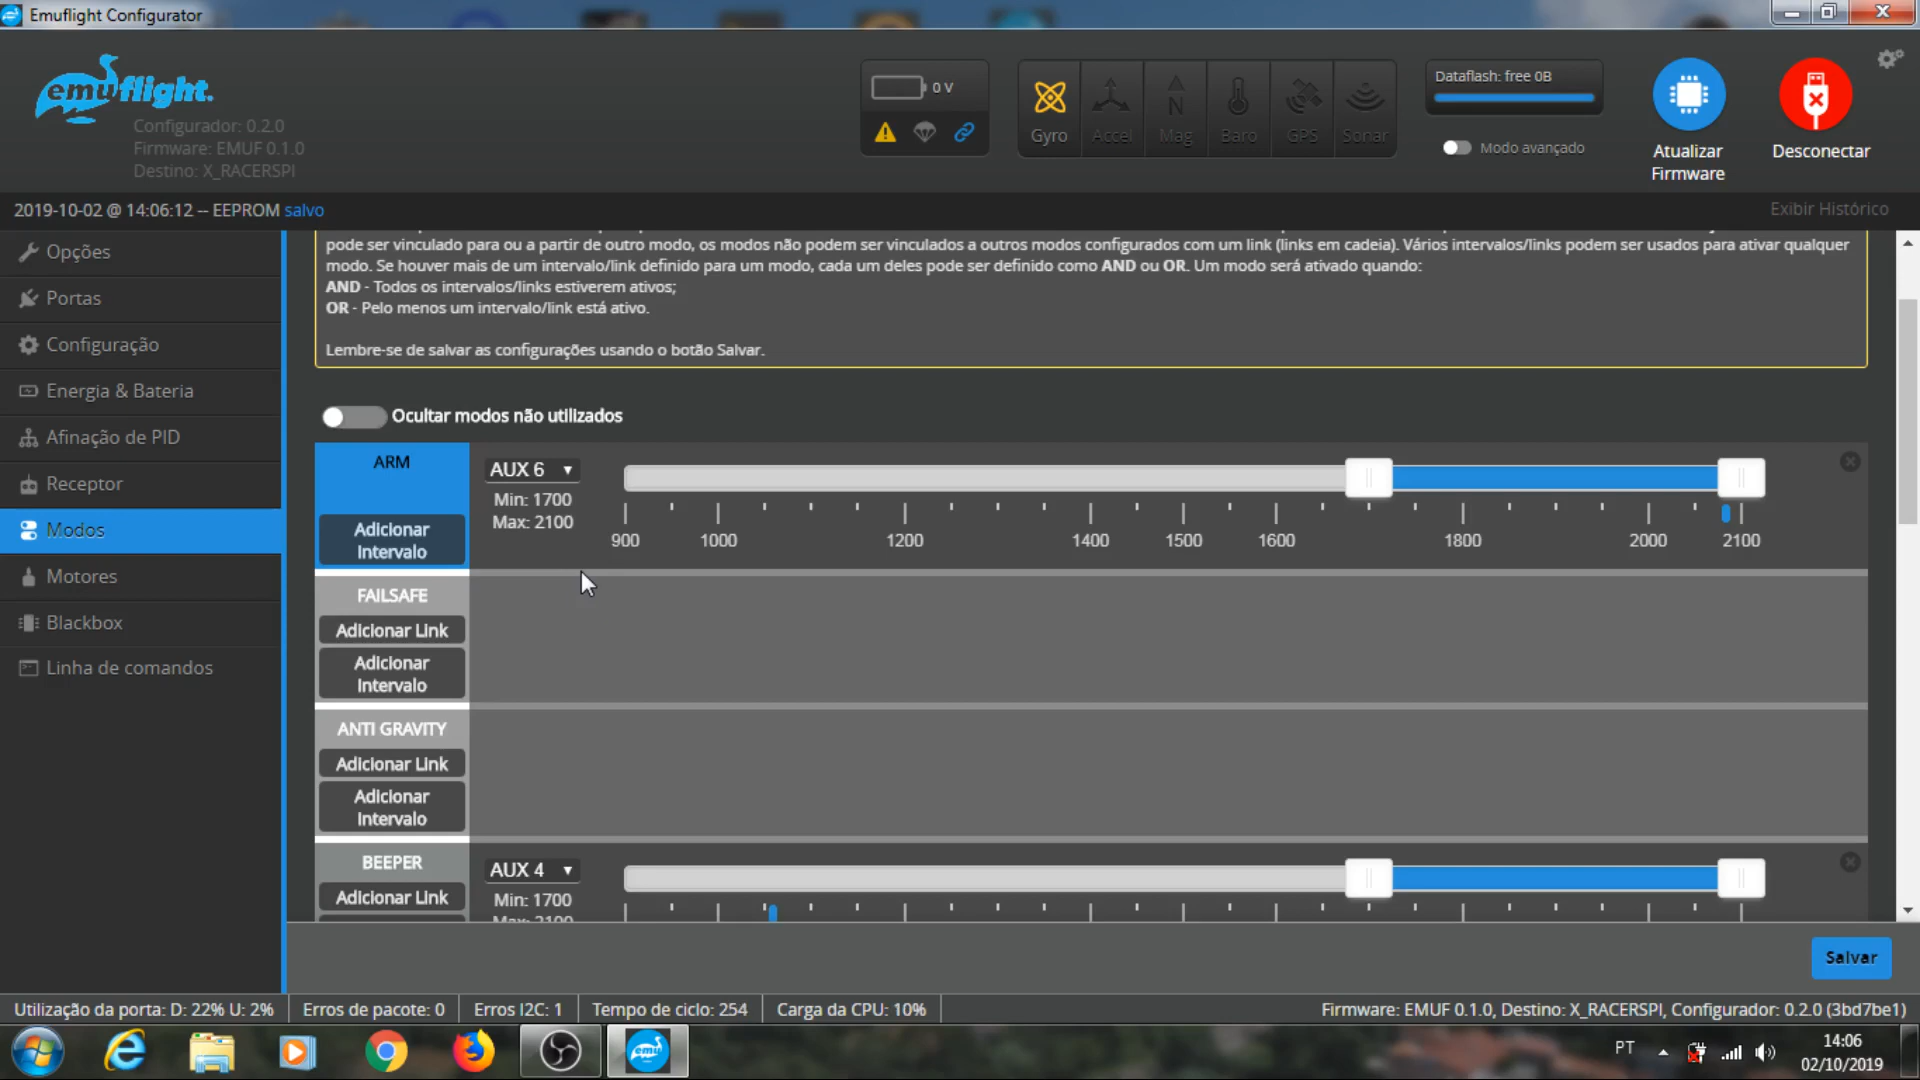 Emuflight Configurator
emuflight.
Configurador: 0.2.0
Firmware: EMUF 0.1.0
Destino: X_RACERSPI
0 V
Gyro
Accel
Mag
Baro
GPS
Sonar
Dataflash: free 0B
Modo avançado
Atualizar
Firmware
Desconectar
2019-10-02 @ 14:06:12 -- EEPROM salvo
Exibir Histórico
Opções
Portas
Configuração
Energia & Bateria
Afinação de PID
Receptor
Modos
Motores
Blackbox
Linha de comandos
pode ser vinculado para ou a partir de outro modo, os modos não podem ser vinculados a outros modos configurados com um link (links em cadeia). Vários intervalos/links podem ser usados para ativar qualquer
modo. Se houver mais de um intervalo/link definido para um modo, cada um deles pode ser definido como AND ou OR. Um modo será ativado quando:
AND - Todos os intervalos/links estiverem ativos;
OR - Pelo menos um intervalo/link está ativo.
Lembre-se de salvar as configurações usando o botão Salvar.
Ocultar modos não utilizados
ARM
Adicionar
Intervalo
AUX 6
Min: 1700
Max: 2100
900 1000 1200 1400 1500 1600 1800 2000 2100
FAILSAFE
Adicionar Link
Adicionar
Intervalo
ANTI GRAVITY
Adicionar Link
Adicionar
Intervalo
BEEPER
Adicionar Link
AUX 4
Min: 1700
Max: 2100
Salvar
Utilização da porta: D: 22% U: 2%
Erros de pacote: 0
Erros I2C: 1
Tempo de ciclo: 254
Carga da CPU: 10%
Firmware: EMUF 0.1.0, Destino: X_RACERSPI, Configurador: 0.2.0 (3bd7be1)
emu
PT
14:06
02/10/2019